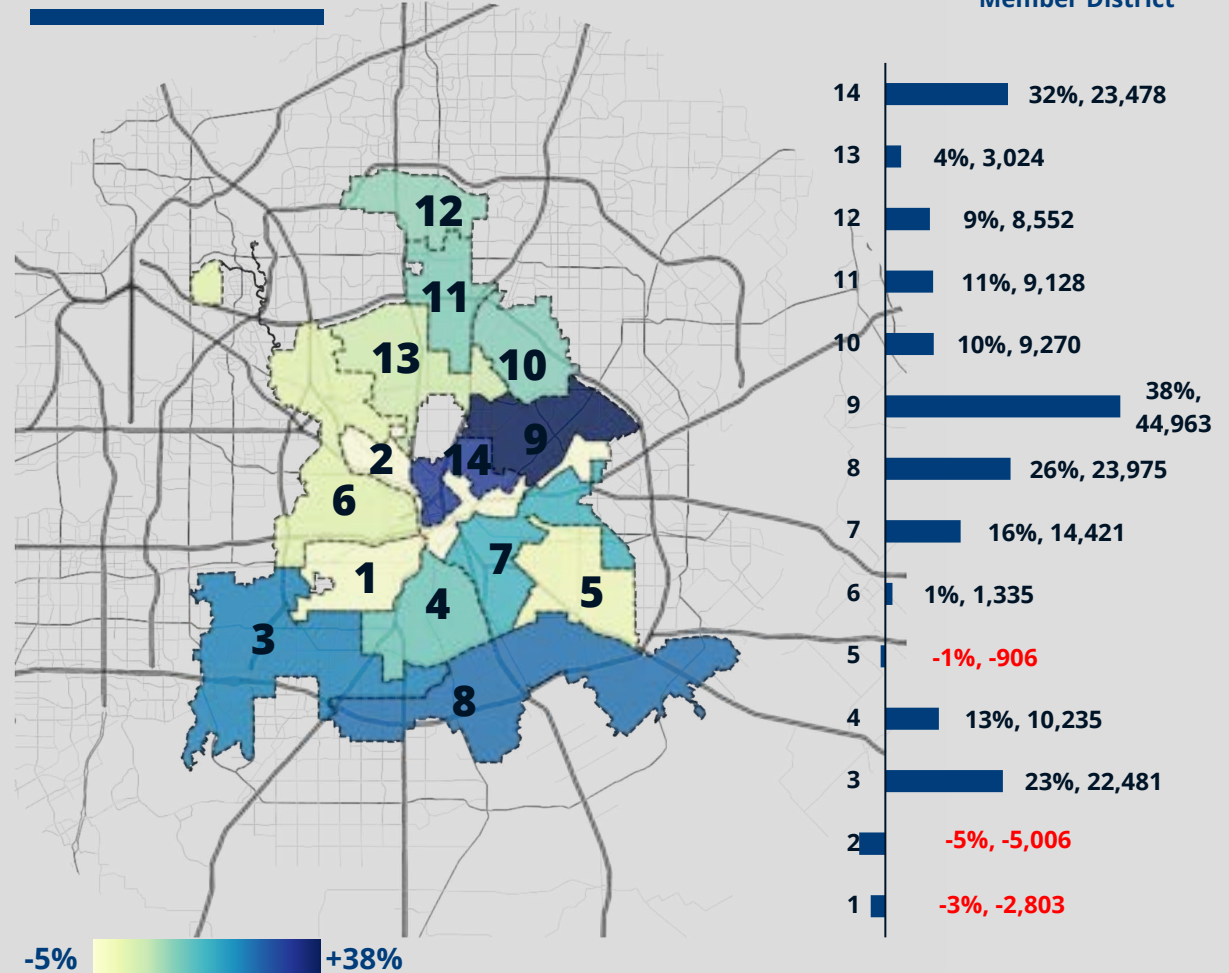 Member District
12
11
13
10
9
2
14
6
7
1
5
4
3
8
-5%
+38%
14 32%, 23,478
13 4%, 3,024
12 9%, 8,552
11 11%, 9,128
10 10%, 9,270
9 38%,
44,963
8 26%, 23,975
7 16%, 14,421
6 1%, 1,335
5 -1%, -906
4 13%, 10,235
3 23%, 22,481
2 -5%, -5,006
1 -3%, -2,803